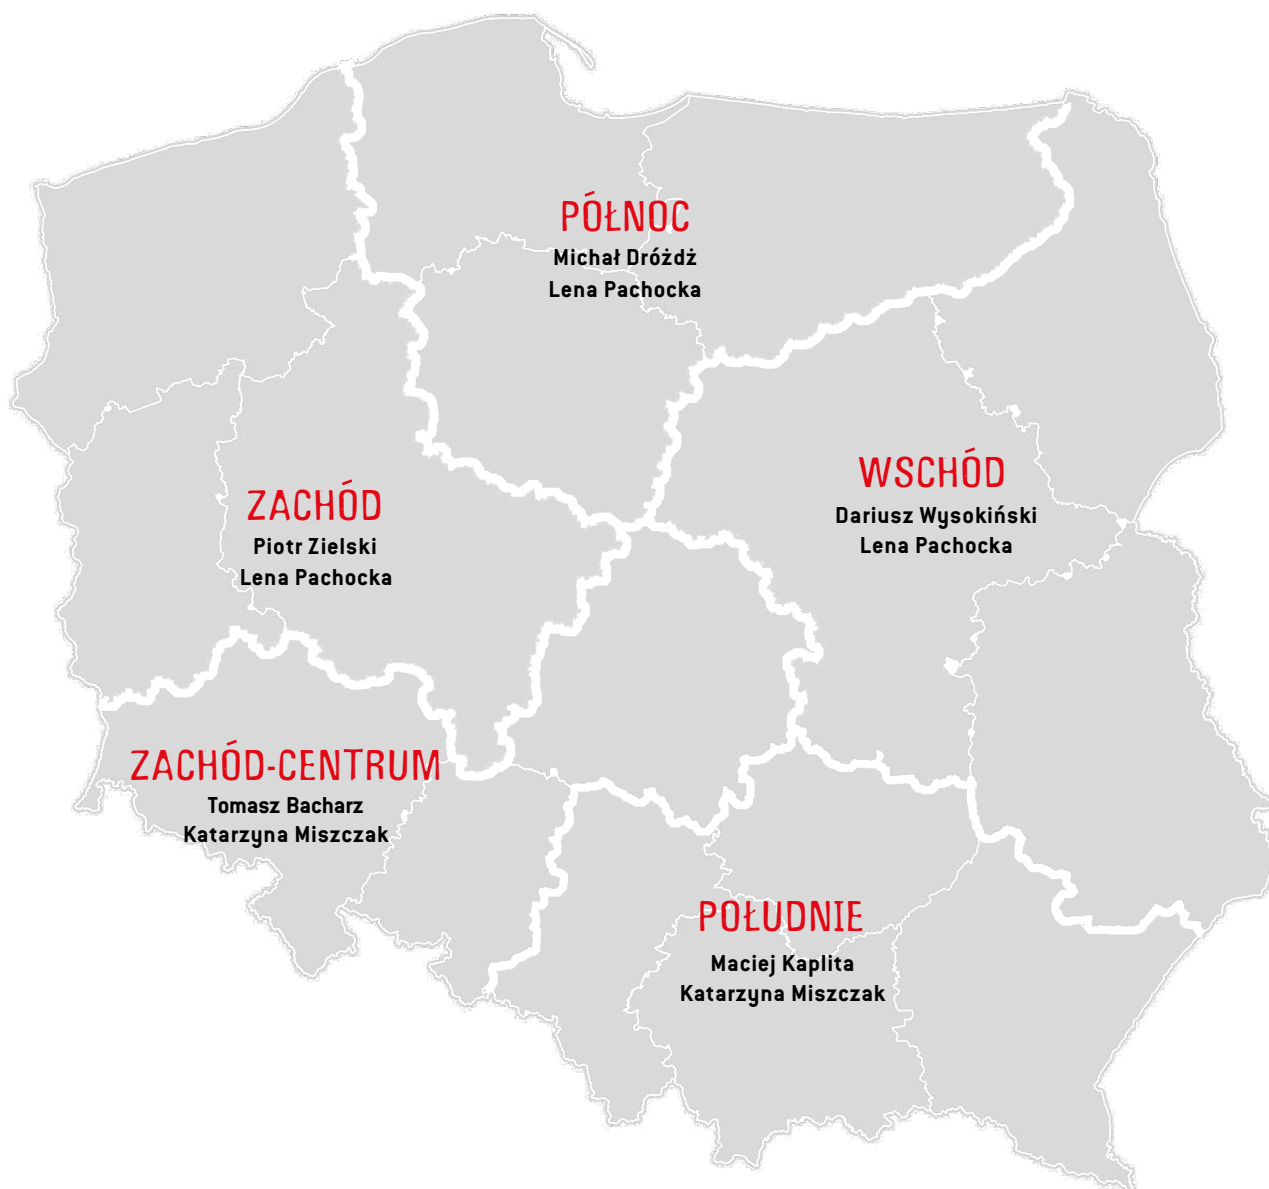 PÓŁNOC
Michał Dróżdż
Lena Pachocka
WSCHÓD
Dariusz Wysokiński
Lena Pachocka
ZACHÓD
Piotr Zielski
Lena Pachocka
ZACHÓD-CENTRUM
Tomasz Bacharz
Katarzyna Miszczak
POŁUDNIE
Maciej Kaplita
Katarzyna Miszczak